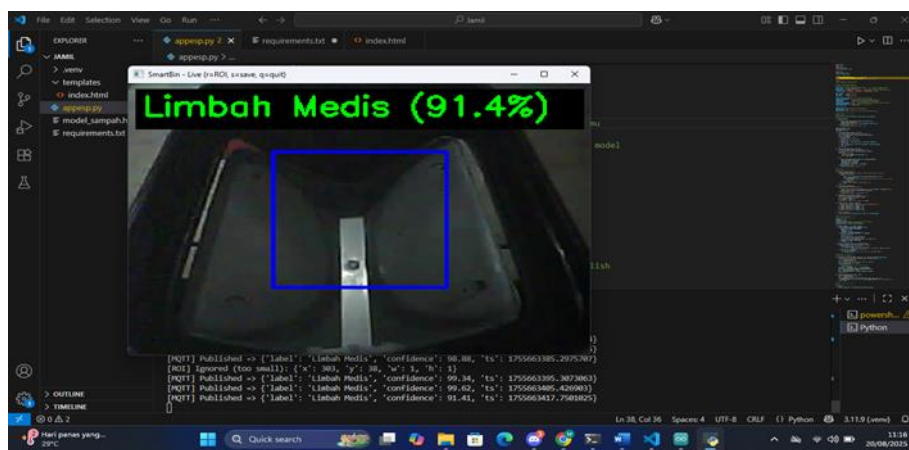 File Edit Selection View Go Run ... Jamil
EXPLORER
appesp.py 2 requirements.txt index.html
JAMIL
appesp.py > ...
.venv
templates
index.html
appesp.py
model_sampah.h
requirements.txt
SmartBin - Live (r=ROI, s=save, q=quit)
Limbah Medis (91.4%)
model
lish
powersh...
Python
[MQTT] Published => {'label': 'Limbah Medis', 'confidence': 98.88, 'ts': 1755663385.2975707}
[ROI] Ignored (too small): {'x': 303, 'y': 38, 'w': 1, 'h': 1}
[MQTT] Published => {'label': 'Limbah Medis', 'confidence': 99.34, 'ts': 1755663395.3073063}
[MQTT] Published => {'label': 'Limbah Medis', 'confidence': 99.62, 'ts': 1755663405.426903}
[MQTT] Published => {'label': 'Limbah Medis', 'confidence': 91.41, 'ts': 1755663417.7501025}
OUTLINE
TIMELINE
0 2 Ln 38, Col 36 Spaces: 4 UTF-8 CRLF {} Python 3.11.9 (.venv)
Hari panas yang...
29°C
Quick search
11:16
20/08/2025